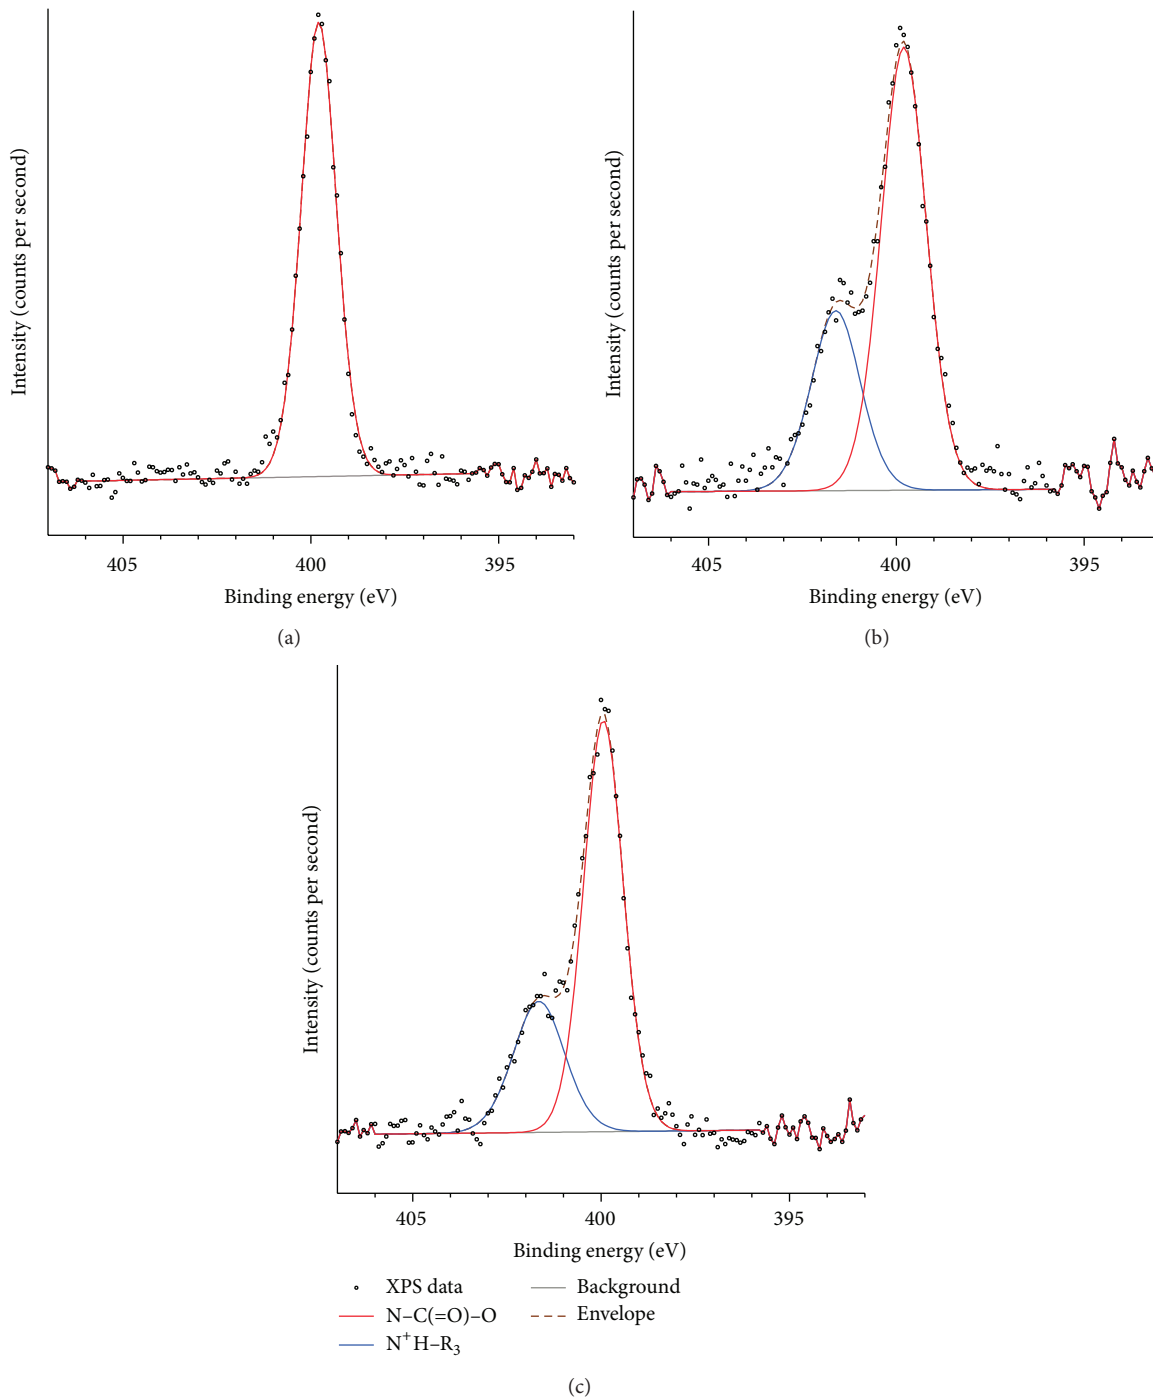 Intensity (counts per second)
405
400
395
Binding energy (eV)
(a)
Intensity (counts per second)
405
400
395
Binding energy (eV)
(b)
Intensity (counts per second)
405
400
395
Binding energy (eV)
XPS data
N–C(=O)–O
N⁺H–R₃
Background
Envelope
(c)